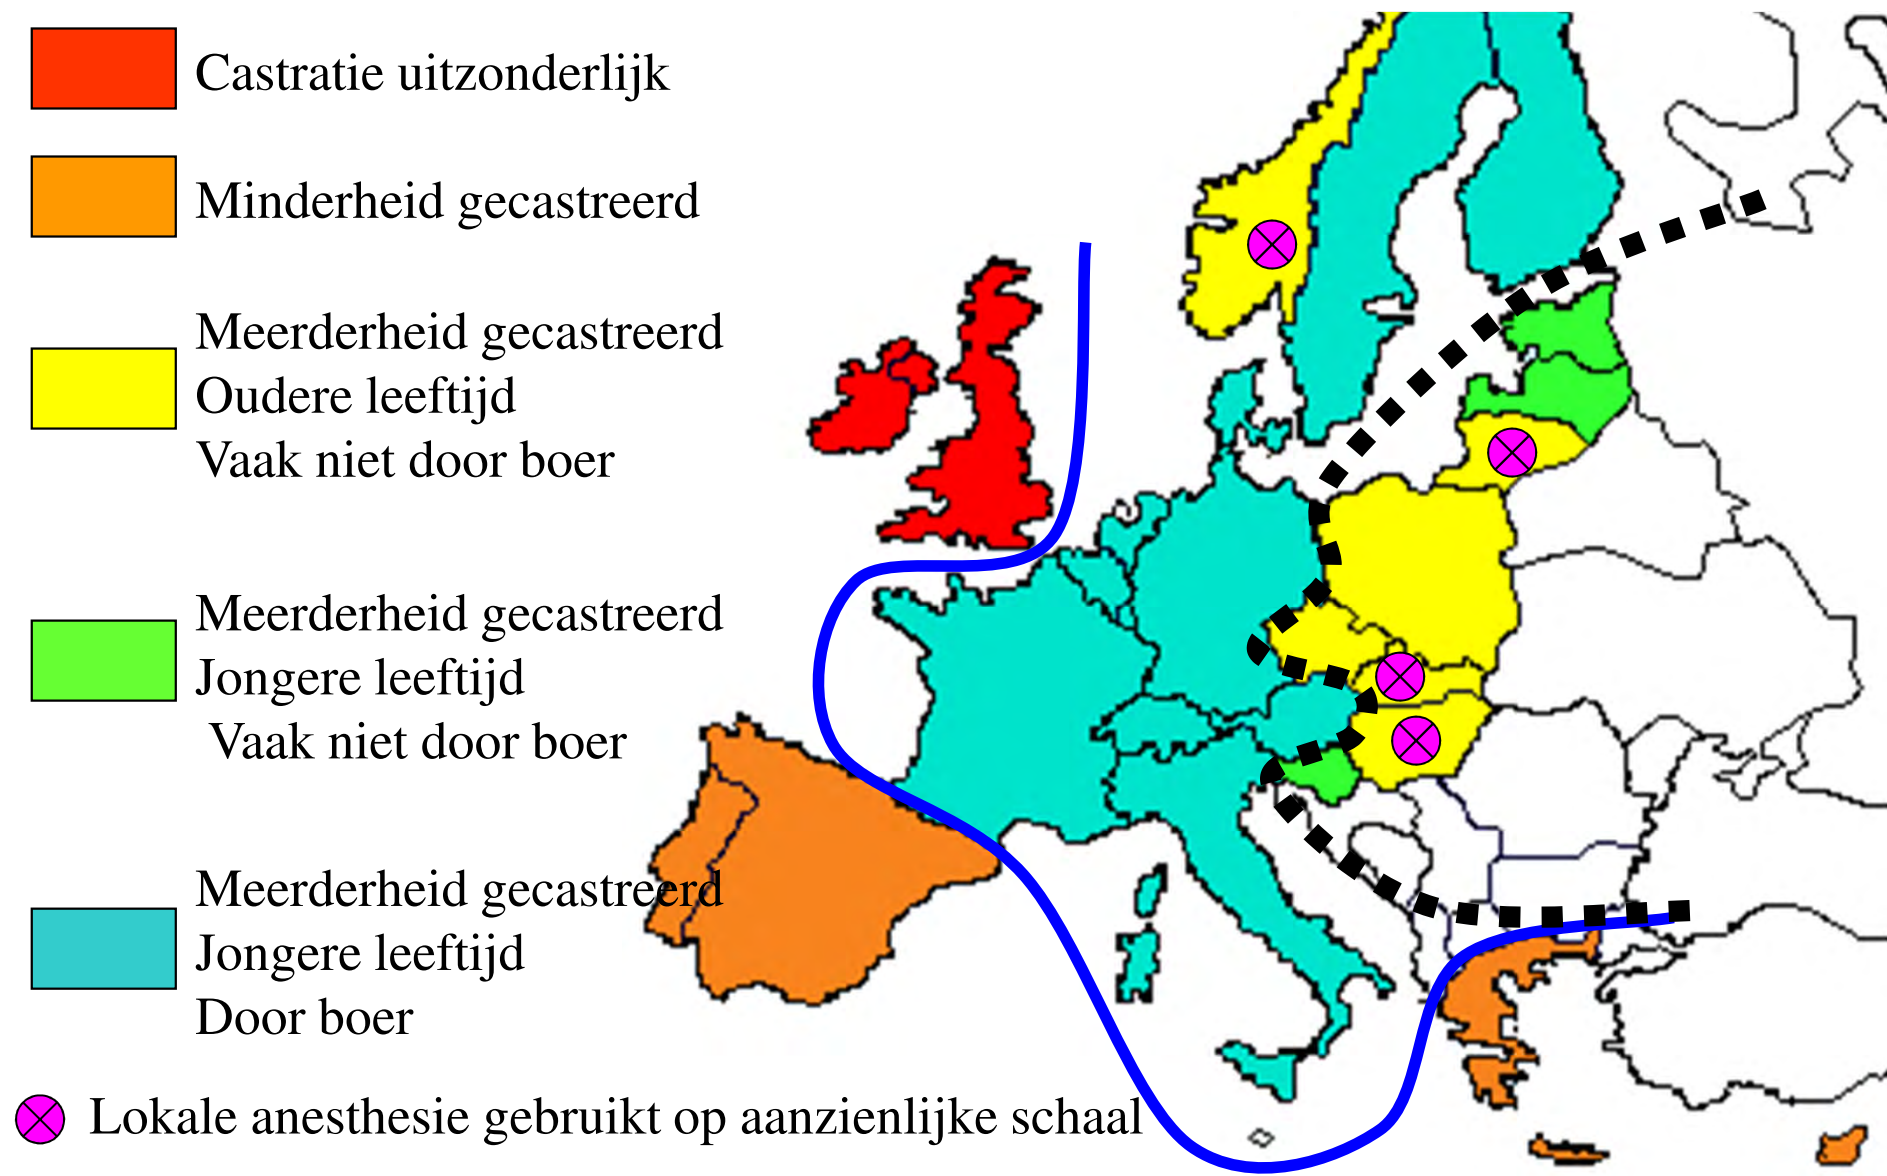 Castratie uitzonderlijk
Minderheid gecastreerd
Meerderheid gecastreerd
Oudere leeftijd
Vaak niet door boer
Meerderheid gecastreerd
Jongere leeftijd
Vaak niet door boer
Meerderheid gecastreerd
Jongere leeftijd
Door boer
Lokale anesthesie gebruikt op aanzienlijke schaal